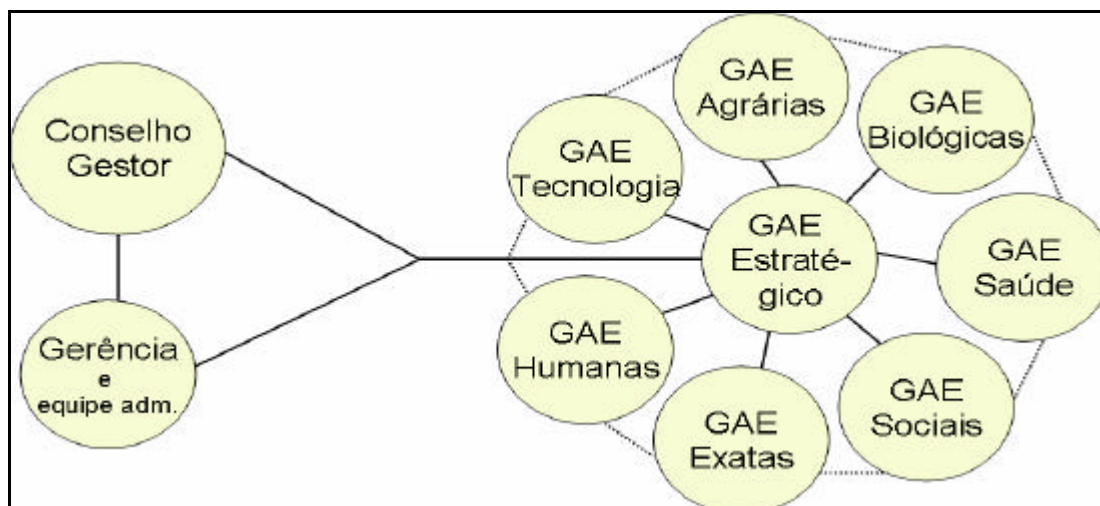 Conselho
Gestor
Gerência
e
equipe adm.
GAE
Tecnologia
GAE
Agrárias
GAE
Biológicas
GAE
Estraté-
gico
GAE
Saúde
GAE
Humanas
GAE
Exatas
GAE
Sociais